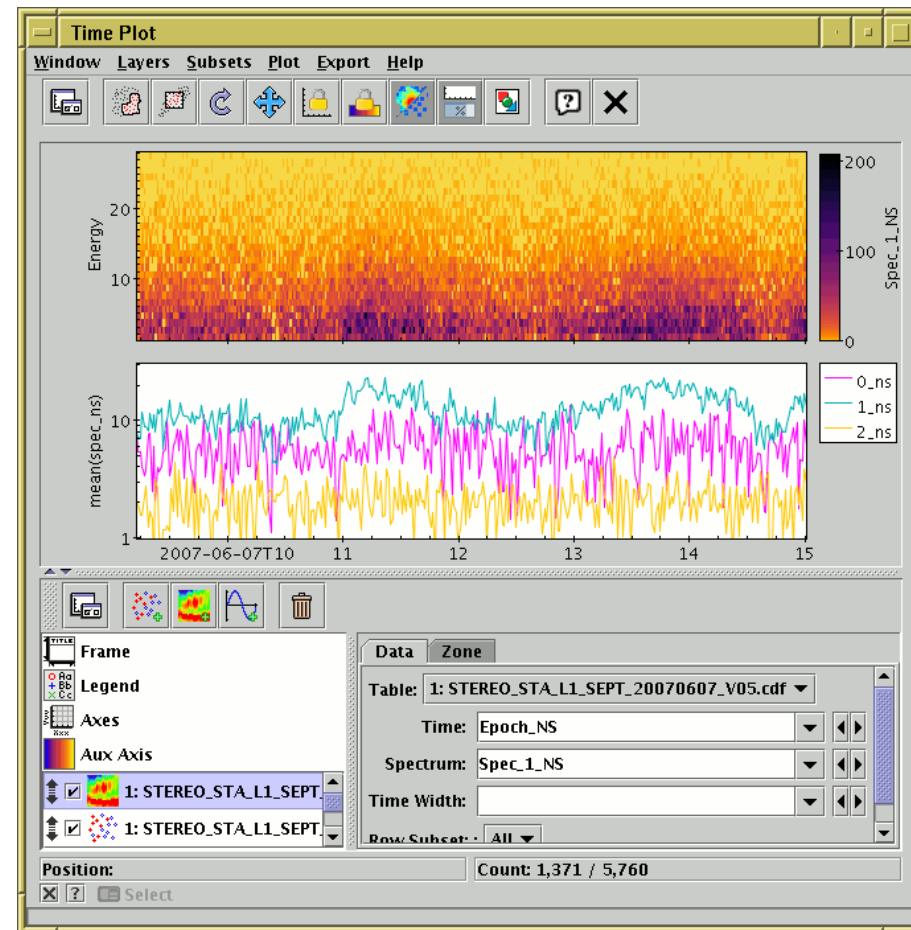 Time Plot
Window Layers Subsets Plot Export Help
200
20
Energy
100
Spec_1_NS
10
0
0_ns
1_ns
2_ns
mean(spec_ns)
10
1
2007-06-07T10 11 12 13 14 15
Frame
Legend
Axes
Aux Axis
1: STEREO_STA_L1_SEPT_
1: STEREO_STA_L1_SEPT_
Data Zone
Table: 1: STEREO_STA_L1_SEPT_20070607_V05.cdf
Time: Epoch_NS
Spectrum: Spec_1_NS
Time Width:
Row Subset: All
Position:
Count: 1,371 / 5,760
Select